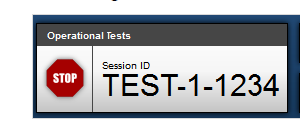 Operational Tests
STOP
Session ID
TEST-1-1234